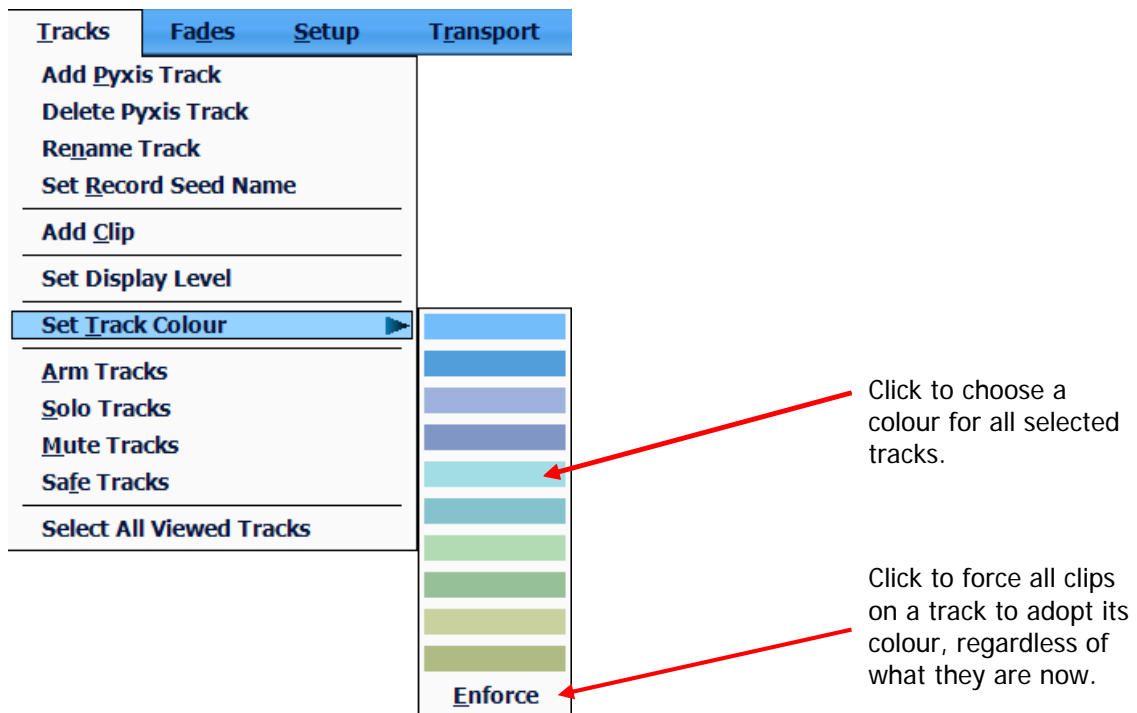 Tracks Fades Setup Transport
Add Pyxis Track
Delete Pyxis Track
Rename Track
Set Record Seed Name
Add Clip
Set Display Level
Set Track Colour
Arm Tracks
Solo Tracks
Mute Tracks
Safe Tracks
Select All Viewed Tracks
Enforce
Click to choose a
colour for all selected
tracks.
Click to force all clips
on a track to adopt its
colour, regardless of
what they are now.